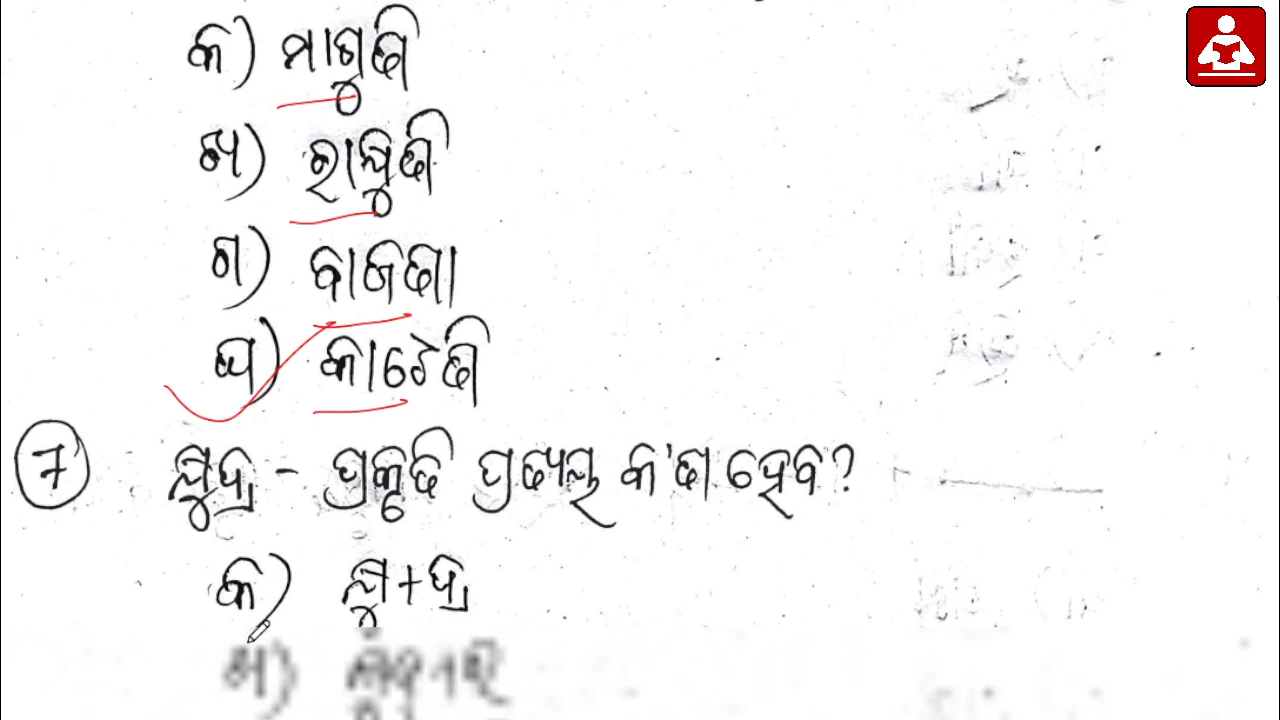 କ) ମାଗୁଣି
ଖ) ରାନ୍ଧୁଣି
ଗ) ବାଜଣା
ଘ) କାଟେଣି
7 କ୍ଷୁଦ୍ର - ପ୍ରକୃତି ପ୍ରତ୍ୟୟ କ'ଣ ହେବ?
କ) କ୍ଷୁ+ଦ୍ର